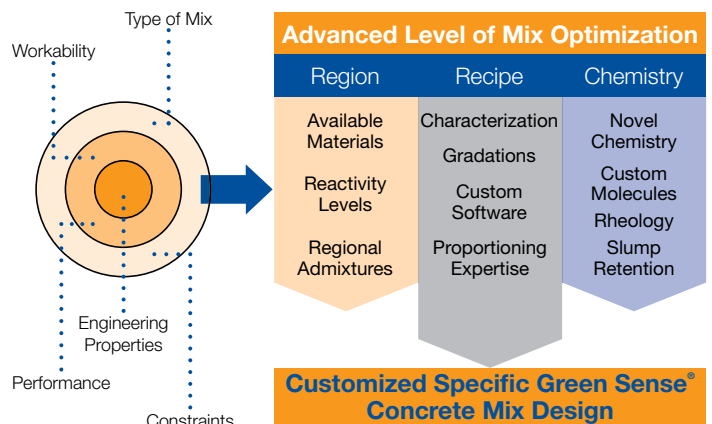 Type of Mix
Workability
Engineering
Properties
Performance
Constraints
Advanced Level of Mix Optimization
Region
Recipe
Chemistry
Available
Materials
Reactivity
Levels
Regional
Admixtures
Characterization
Gradations
Custom
Software
Proportioning
Expertise
Novel
Chemistry
Custom
Molecules
Rheology
Slump
Retention
Customized Specific Green Sense®
Concrete Mix Design